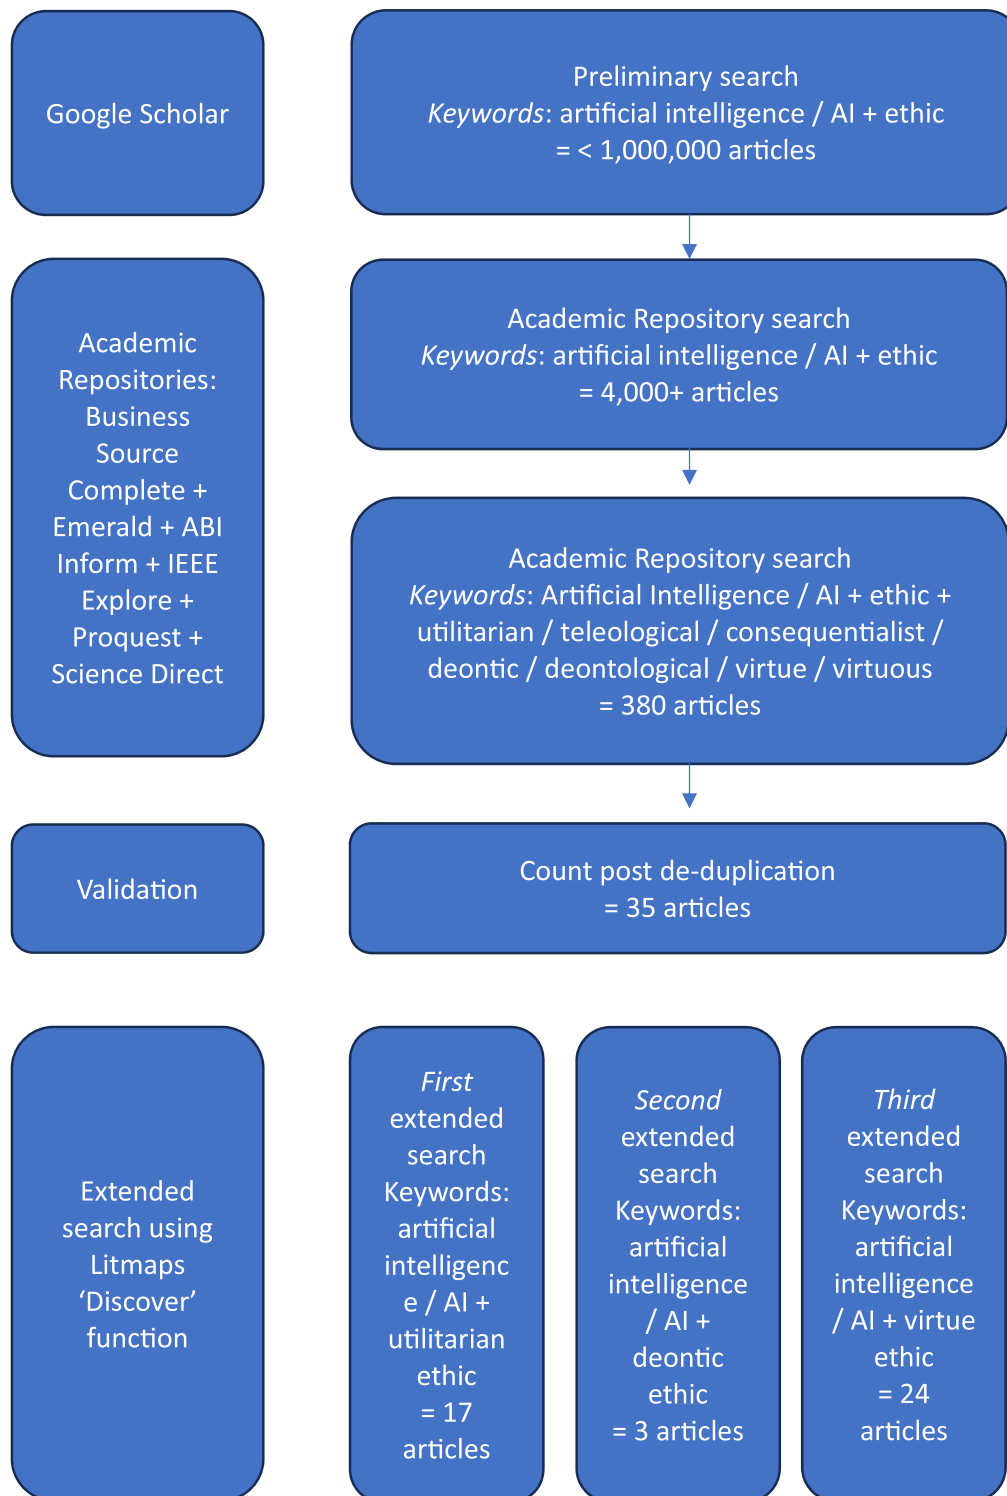 Google Scholar
Preliminary search
Keywords: artificial intelligence / AI + ethic
= < 1,000,000 articles
Academic
Repositories:
Business
Source
Complete +
Emerald + ABI
Inform + IEEE
Explore +
Proquest +
Science Direct
Academic Repository search
Keywords: artificial intelligence / AI + ethic
= 4,000+ articles
Academic Repository search
Keywords: Artificial Intelligence / AI + ethic +
utilitarian / teleological / consequentialist /
deontic / deontological / virtue / virtuous
= 380 articles
Validation
Count post de-duplication
= 35 articles
Extended
search using
Litmaps
‘Discover’
function
First
extended
search
Keywords:
artificial
intelligenc
e / AI +
utilitarian
ethic
= 17
articles
Second
extended
search
Keywords:
artificial
intelligence
/ AI +
deontic
ethic
= 3 articles
Third
extended
search
Keywords:
artificial
intelligence
/ AI + virtue
ethic
= 24
articles